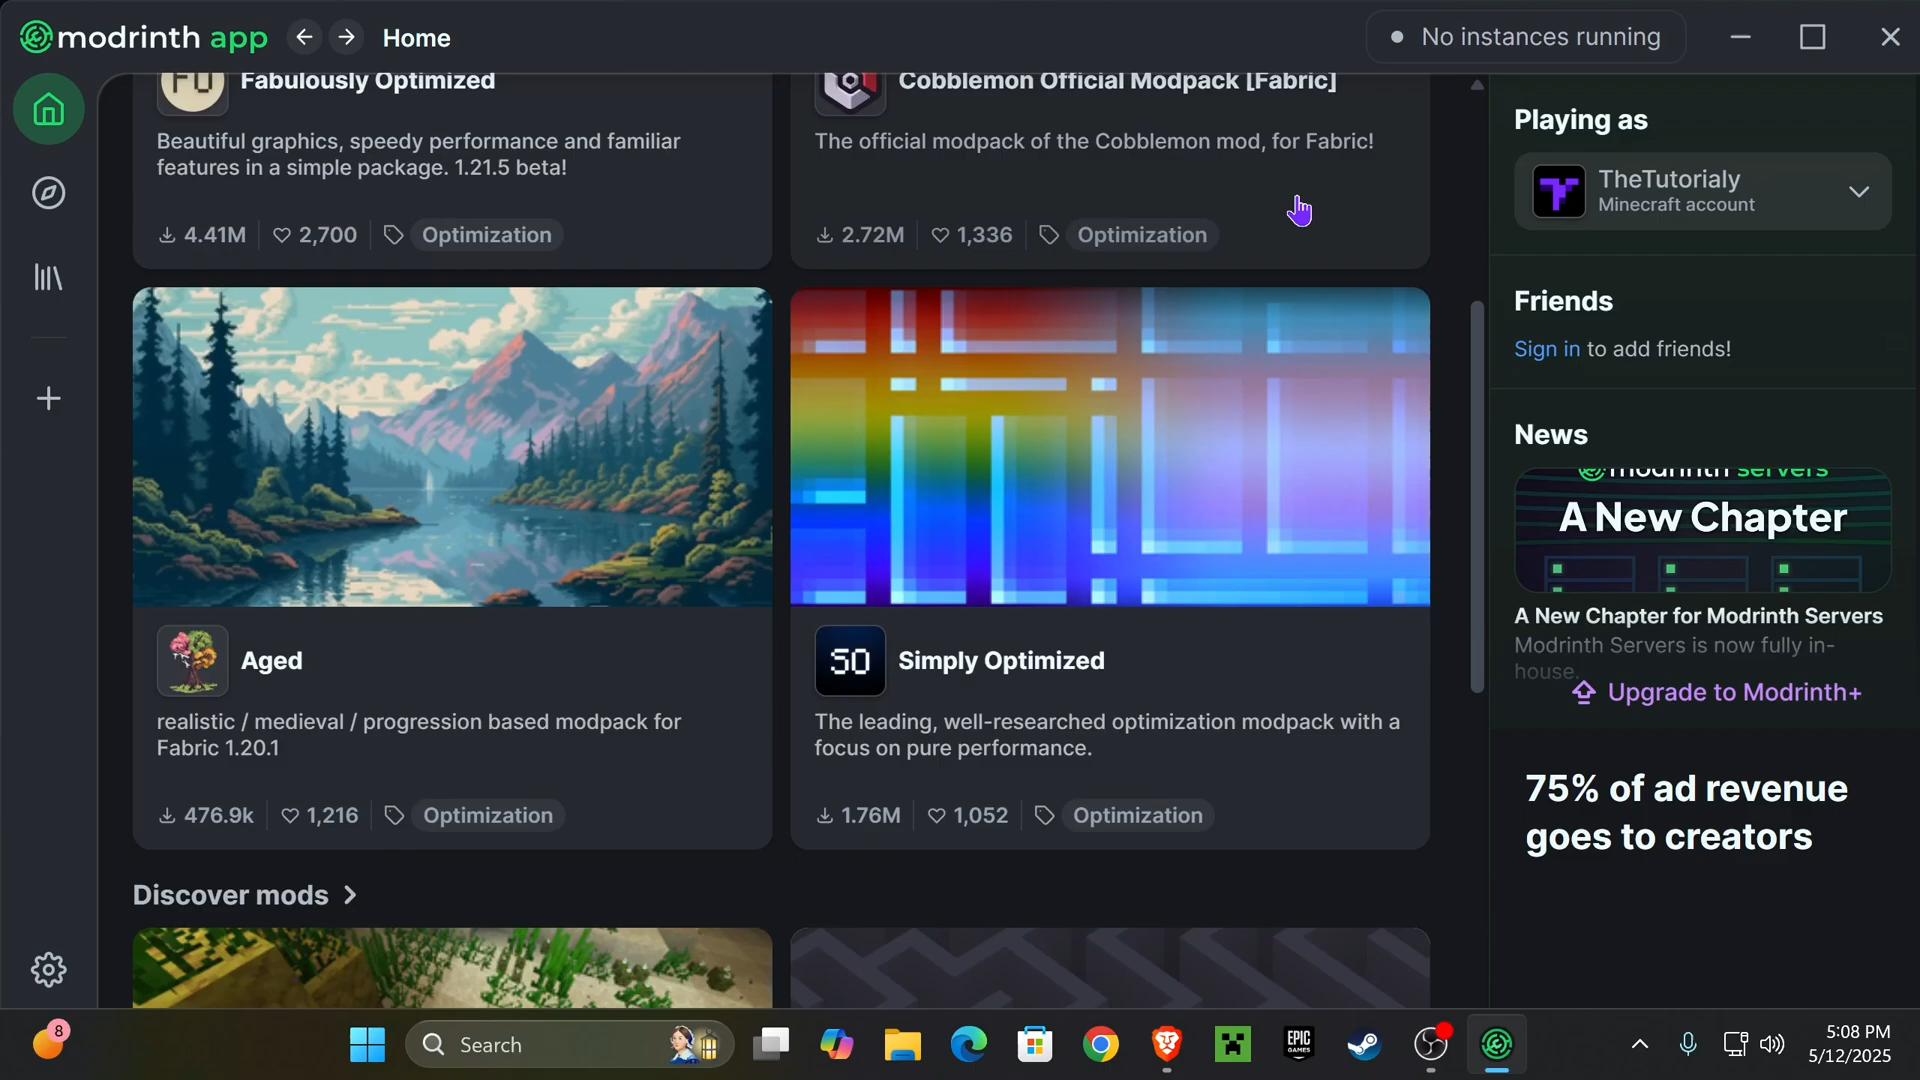 modrinth app
Home
No instances running
FO
Fabulously Optimized
Beautiful graphics, speedy performance and familiar
features in a simple package. 1.21.5 beta!
4.41M
2,700
Optimization
Cobblemon Official Modpack [Fabric]
The official modpack of the Cobblemon mod, for Fabric!
2.72M
1,336
Optimization
Aged
realistic / medieval / progression based modpack for
Fabric 1.20.1
476.9k
1,216
Optimization
SO
Simply Optimized
The leading, well-researched optimization modpack with a
focus on pure performance.
1.76M
1,052
Optimization
Discover mods
Playing as
TheTutorialy
Minecraft account
Friends
Sign in to add friends!
News
modrinth servers
A New Chapter
A New Chapter for Modrinth Servers
Modrinth Servers is now fully in-
house.
Upgrade to Modrinth+
75% of ad revenue
goes to creators
8
Search
EPIC
GAMES
5:08 PM
5/12/2025